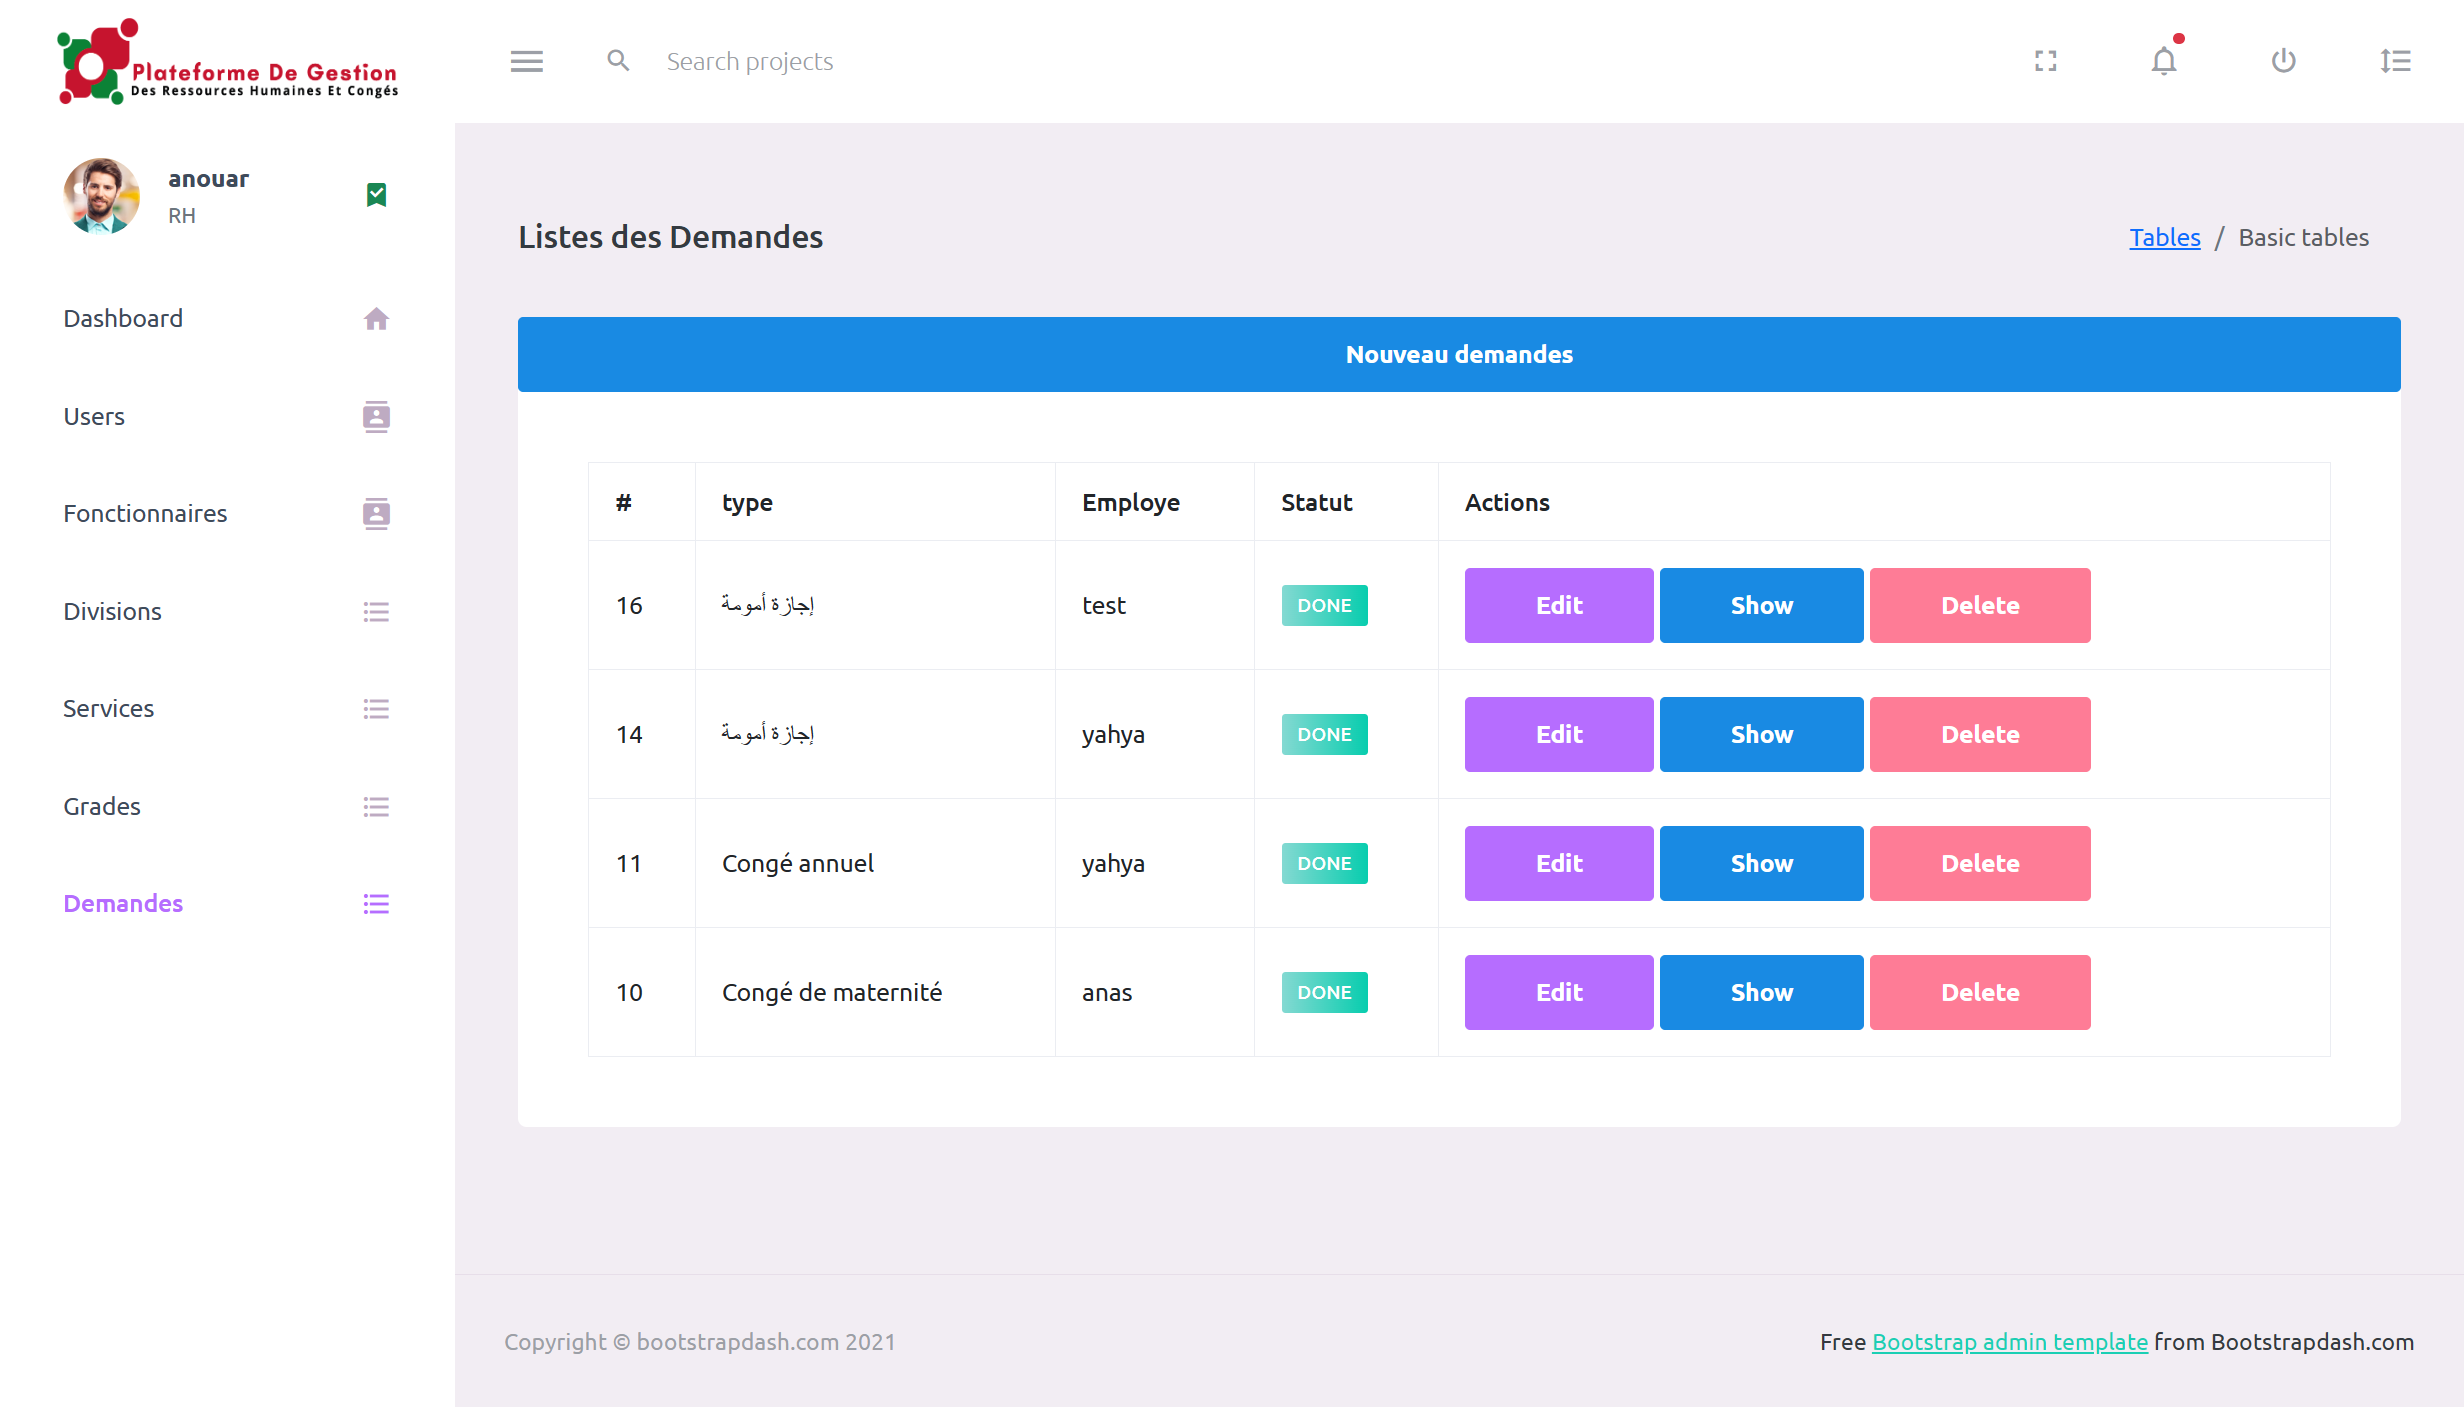 Plateforme De Gestion
Des Ressources Humaines Et Congés
Search projects
anouar
RH
Dashboard
Users
Fonctionnaires
Divisions
Services
Grades
Demandes
Listes des Demandes
Tables / Basic tables
Nouveau demandes
# type Employe Statut Actions
16 إجازة أمومة test DONE Edit Show Delete
14 إجازة أمومة yahya DONE Edit Show Delete
11 Congé annuel yahya DONE Edit Show Delete
10 Congé de maternité anas DONE Edit Show Delete
Copyright © bootstrapdash.com 2021
Free Bootstrap admin template from Bootstrapdash.com